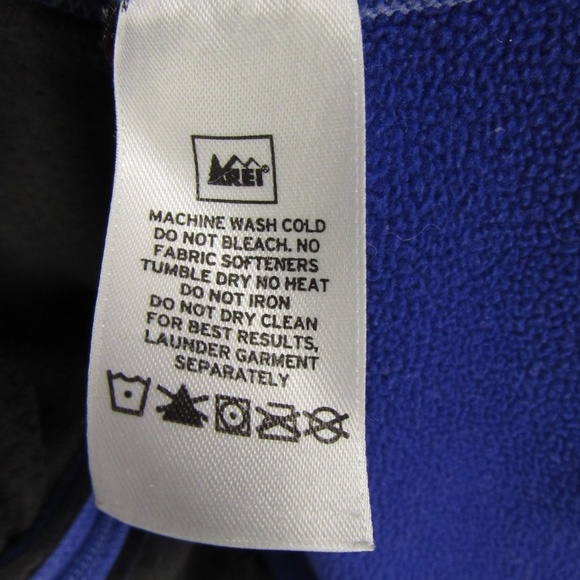 REI®
MACHINE WASH COLD
DO NOT BLEACH. NO
FABRIC SOFTENERS
TUMBLE DRY NO HEAT
DO NOT IRON
DO NOT DRY CLEAN
FOR BEST RESULTS,
LAUNDER GARMENT
SEPARATELY